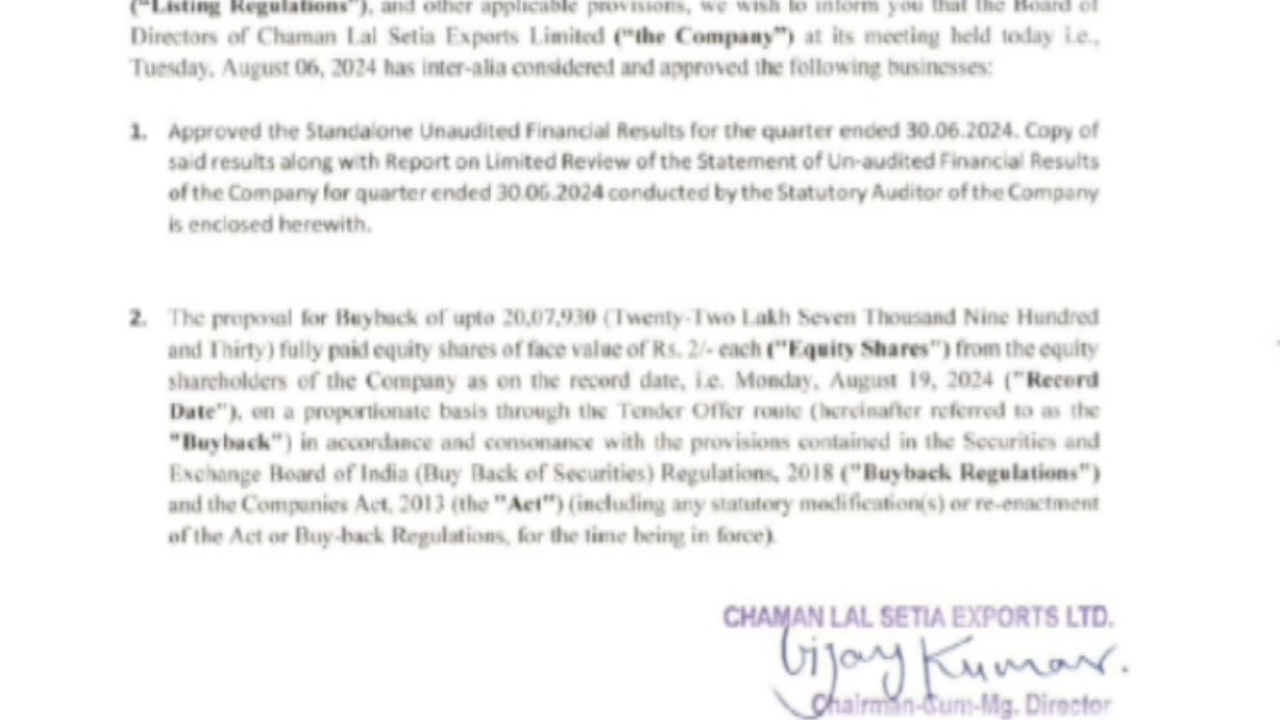 ("Listing Regulations"), and other applicable provisions, we wish to inform you that the Board of
Directors of Chaman Lal Setia Exports Limited ("the Company") at its meeting held today i.e.,
Tuesday, August 06, 2024 has inter-alia considered and approved the following businesses:
1. Approved the Standalone Unaudited Financial Results for the quarter ended 30.06.2024. Copy of
said results along with Report on Limited Review of the Statement of Un-audited Financial Results
of the Company for quarter ended 30.06.2024 conducted by the Statutory Auditor of the Company
is enclosed herewith.
2. The proposal for Buyback of upto 20,07,930 (Twenty-Two Lakh Seven Thousand Nine Hundred
and Thirty) fully paid equity shares of face value of Rs. 2/- each ("Equity Shares") from the equity
shareholders of the Company as on the record date, i.e. Monday, August 19, 2024 ("Record
Date"), on a proportionate basis through the Tender Offer route (hereinafter referred to as the
"Buyback") in accordance and consonance with the provisions contained in the Securities and
Exchange Board of India (Buy Back of Securities) Regulations, 2018 ("Buyback Regulations")
and the Companies Act, 2013 (the "Act") (including any statutory modification(s) or re-enactment
of the Act or Buy-back Regulations, for the time being in force).
CHAMAN LAL SETIA EXPORTS LTD.
Vijay Kumar.
Chairman-Cum-Mg. Director